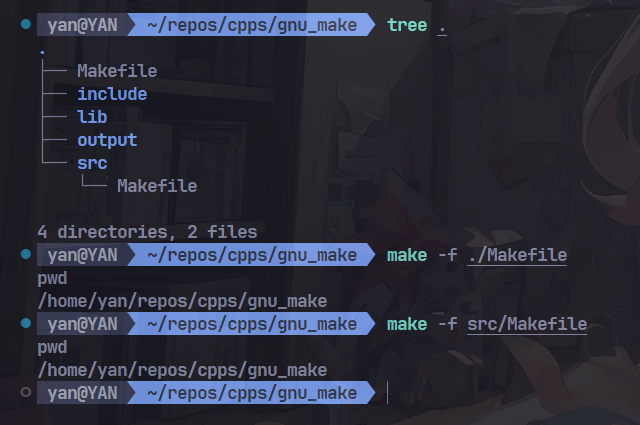 yan@YAN ~/repos/cpps/gnu_make tree .
.
├── Makefile
├── include
├── lib
├── output
└── src
    └── Makefile
4 directories, 2 files
yan@YAN ~/repos/cpps/gnu_make make -f ./Makefile
pwd
/home/yan/repos/cpps/gnu_make
yan@YAN ~/repos/cpps/gnu_make make -f src/Makefile
pwd
/home/yan/repos/cpps/gnu_make
yan@YAN ~/repos/cpps/gnu_make